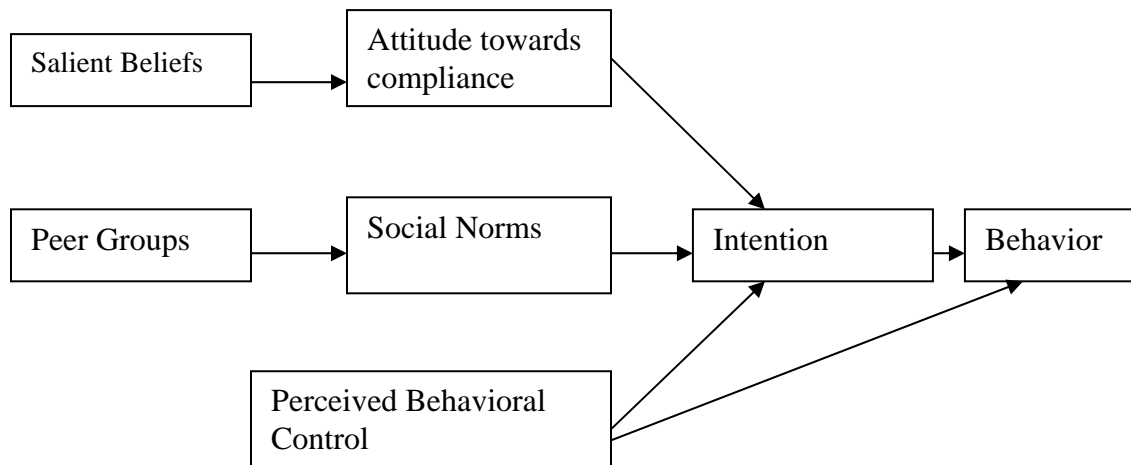 Salient Beliefs
Attitude towards
compliance
Peer Groups
Social Norms
Intention
Behavior
Perceived Behavioral
Control